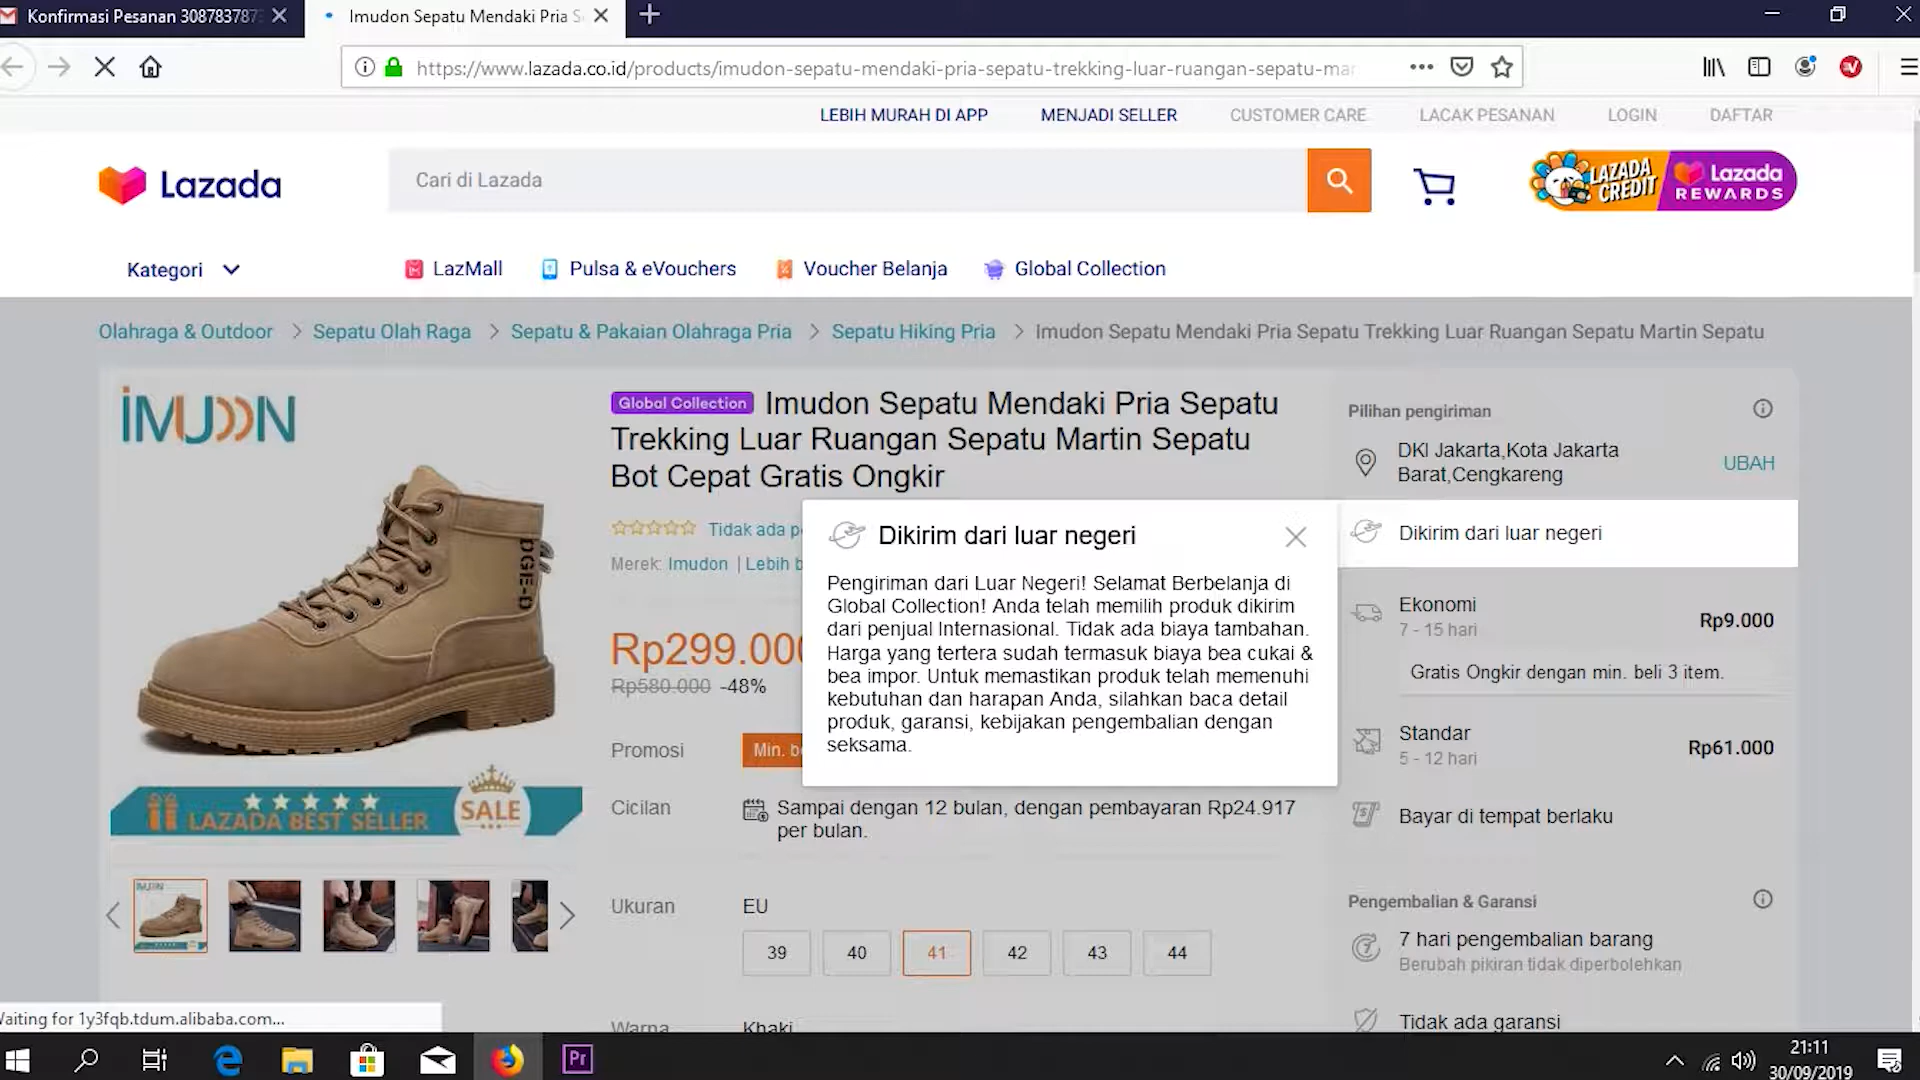 Konfirmasi Pesanan 308783787
Imudon Sepatu Mendaki Pria S
https://www.lazada.co.id/products/imudon-sepatu-mendaki-pria-sepatu-trekking-luar-ruangan-sepatu-mar
LEBIH MURAH DI APP
MENJADI SELLER
CUSTOMER CARE
LACAK PESANAN
LOGIN
DAFTAR
Lazada
Cari di Lazada
LAZADA CREDIT
Lazada REWARDS
Kategori
LazMall
Pulsa & eVouchers
Voucher Belanja
Global Collection
Olahraga & Outdoor > Sepatu Olah Raga > Sepatu & Pakaian Olahraga Pria > Sepatu Hiking Pria > Imudon Sepatu Mendaki Pria Sepatu Trekking Luar Ruangan Sepatu Martin Sepatu
IMUDON
LAZADA BEST SELLER
SALE
Global Collection Imudon Sepatu Mendaki Pria Sepatu
Trekking Luar Ruangan Sepatu Martin Sepatu
Bot Cepat Gratis Ongkir
Tidak ada p
Merek: Imudon | Lebih b
Rp299.000
Rp580.000 -48%
Promosi
Min. b
Cicilan
Sampai dengan 12 bulan, dengan pembayaran Rp24.917
per bulan.
Ukuran
EU
39
40
41
42
43
44
Warna
Khaki
Dikirim dari luar negeri
Pengiriman dari Luar Negeri! Selamat Berbelanja di
Global Collection! Anda telah memilih produk dikirim
dari penjual Internasional. Tidak ada biaya tambahan.
Harga yang tertera sudah termasuk biaya bea cukai &
bea impor. Untuk memastikan produk telah memenuhi
kebutuhan dan harapan Anda, silahkan baca detail
produk, garansi, kebijakan pengembalian dengan
seksama.
Pilihan pengiriman
DKI Jakarta,Kota Jakarta
Barat,Cengkareng
UBAH
Dikirim dari luar negeri
Ekonomi
7 - 15 hari
Rp9.000
Gratis Ongkir dengan min. beli 3 item.
Standar
5 - 12 hari
Rp61.000
Bayar di tempat berlaku
Pengembalian & Garansi
7 hari pengembalian barang
Berubah pikiran tidak diperbolehkan
Tidak ada garansi
Waiting for 1y3fqb.tdum.alibaba.com...
Pr
21:11
30/09/2019